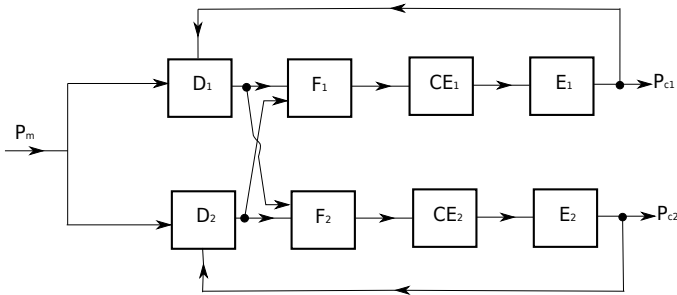 D₁ F₁ CE₁ E₁ Pc1
Pm
D₂ F₂ CE₂ E₂ Pc2